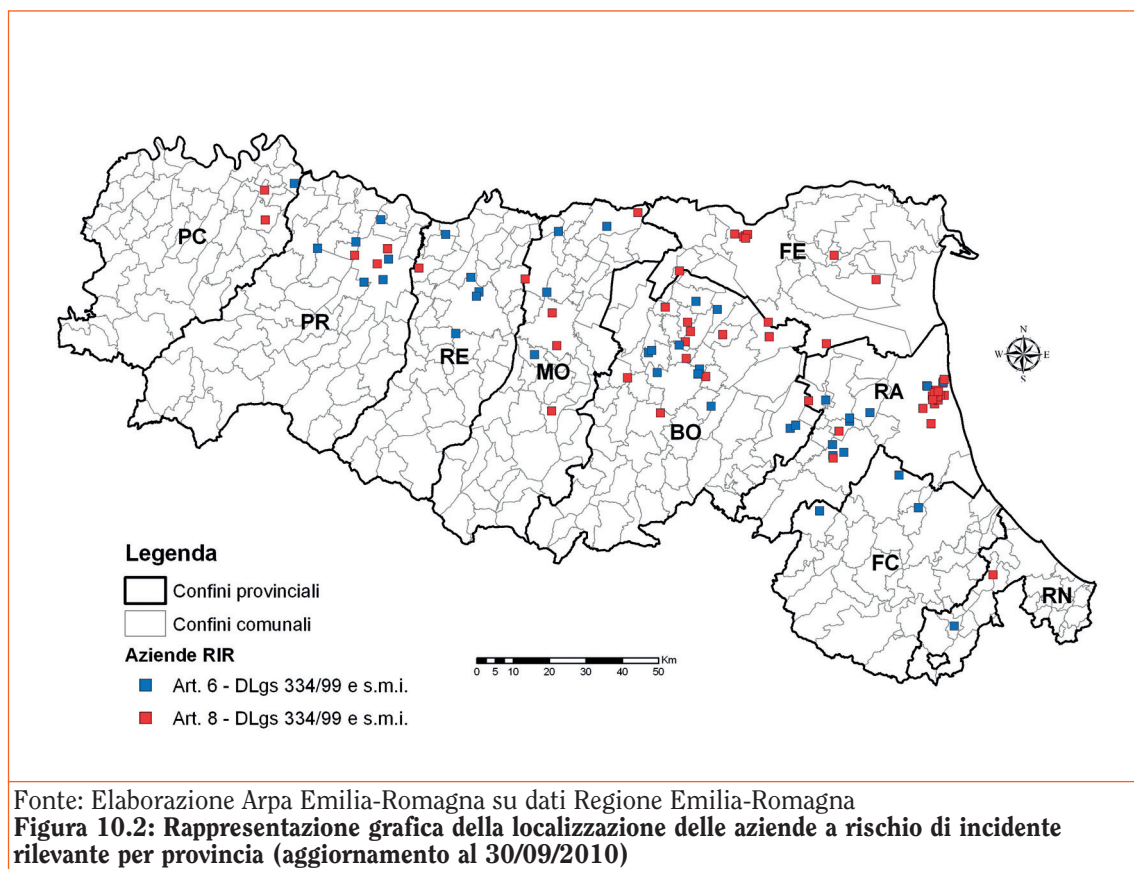 PC
PR
RE
MO
BO
FE
RA
FC
RN
N
W
E
S
Legenda
Confini provinciali
Confini comunali
Aziende RIR
Art. 6 - DLgs 334/99 e s.m.i.
Art. 8 - DLgs 334/99 e s.m.i.
Km
0 5 10 20 30 40 50
Fonte: Elaborazione Arpa Emilia-Romagna su dati Regione Emilia-Romagna
Figura 10.2: Rappresentazione grafica della localizzazione delle aziende a rischio di incidente
rilevante per provincia (aggiornamento al 30/09/2010)